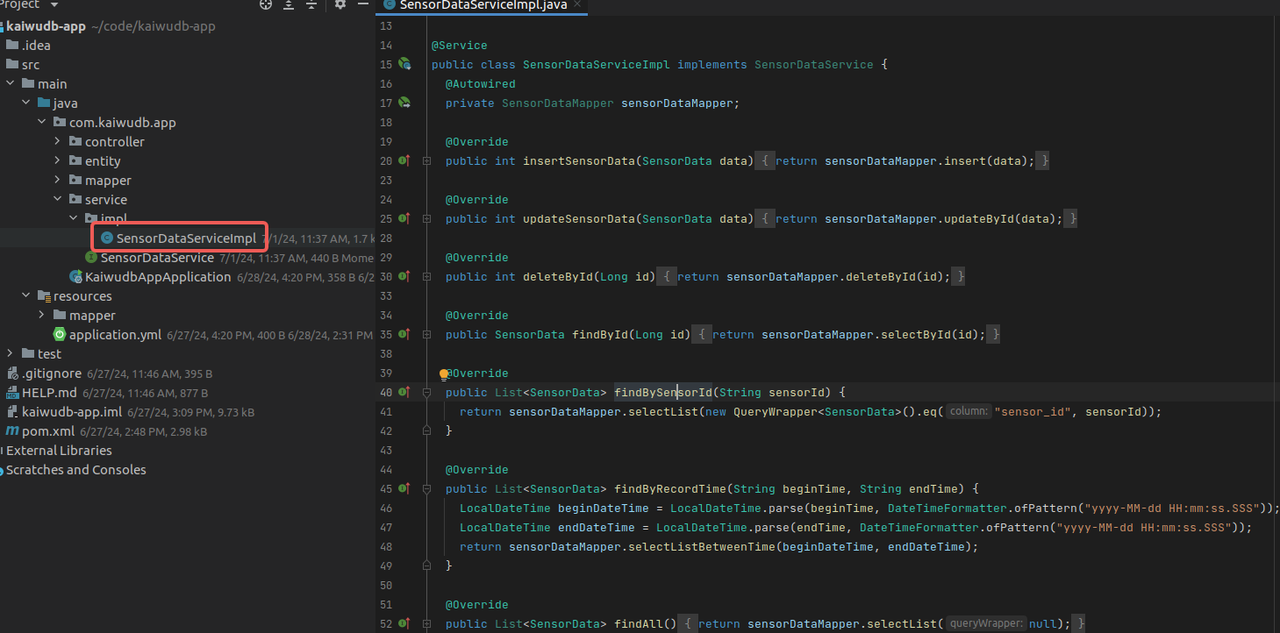 Project
kaiwudb-app ~/code/kaiwudb-app
.idea
src
main
java
com.kaiwudb.app
controller
entity
mapper
service
impl
SensorDataServiceImpl 7/1/24, 11:37 AM, 1.7 k
SensorDataService 7/1/24, 11:37 AM, 440 B Mome
KaiwudbAppApplication 6/28/24, 4:20 PM, 358 B 6/2
resources
mapper
application.yml 6/27/24, 4:20 PM, 400 B 6/28/24, 2:31 PM
test
.gitignore 6/27/24, 11:46 AM, 395 B
HELP.md 6/27/24, 11:46 AM, 877 B
kaiwudb-app.iml 6/27/24, 3:09 PM, 9.73 kB
pom.xml 6/27/24, 2:48 PM, 2.98 kB
External Libraries
Scratches and Consoles
SensorDataServiceImpl.java
13
14 @Service
15 public class SensorDataServiceImpl implements SensorDataService {
16 @Autowired
17 private SensorDataMapper sensorDataMapper;
18
19 @Override
20 public int insertSensorData(SensorData data) { return sensorDataMapper.insert(data); }
23
24 @Override
25 public int updateSensorData(SensorData data) { return sensorDataMapper.updateById(data); }
28
29 @Override
30 public int deleteById(Long id) { return sensorDataMapper.deleteById(id); }
33
34 @Override
35 public SensorData findById(Long id) { return sensorDataMapper.selectById(id); }
38
39 @Override
40 public List<SensorData> findBySensorId(String sensorId) {
41 return sensorDataMapper.selectList(new QueryWrapper<SensorData>().eq( column: "sensor_id", sensorId));
42 }
43
44 @Override
45 public List<SensorData> findByRecordTime(String beginTime, String endTime) {
46 LocalDateTime beginDateTime = LocalDateTime.parse(beginTime, DateTimeFormatter.ofPattern("yyyy-MM-dd HH:mm:ss.SSS"));
47 LocalDateTime endDateTime = LocalDateTime.parse(endTime, DateTimeFormatter.ofPattern("yyyy-MM-dd HH:mm:ss.SSS"));
48 return sensorDataMapper.selectListBetweenTime(beginDateTime, endDateTime);
49 }
50
51 @Override
52 public List<SensorData> findAll() { return sensorDataMapper.selectList( queryWrapper: null); }